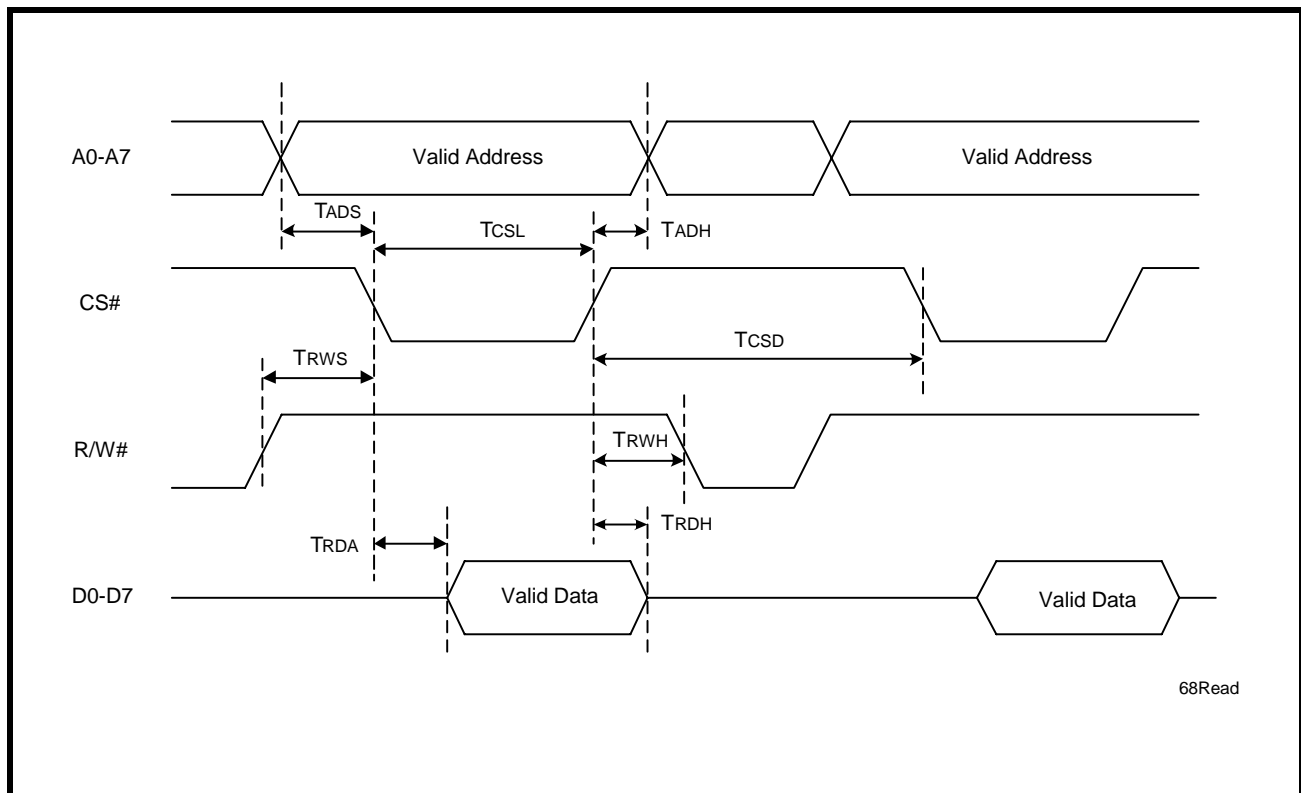 A0-A7
Valid Address
Valid Address
TADS
TCSL
TADH
CS#
TCSD
TRWS
R/W#
TRWH
TRDH
TRDA
D0-D7
Valid Data
Valid Data
68Read